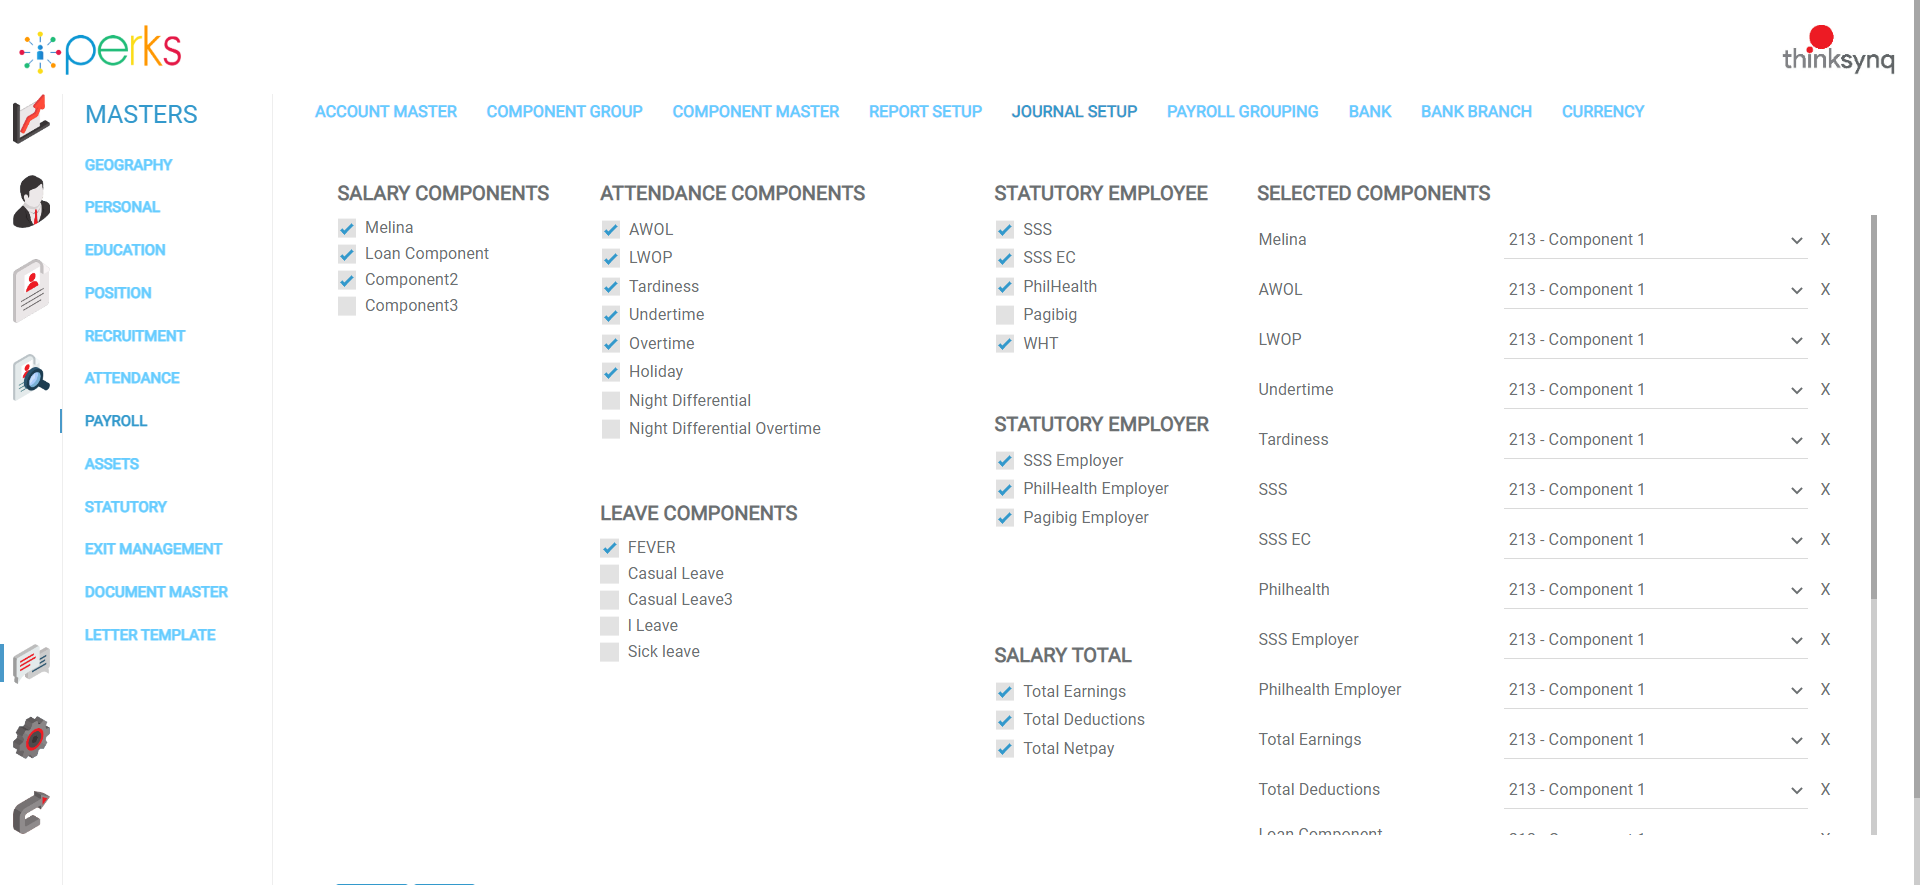 perks
thinksynq
MASTERS
GEOGRAPHY
PERSONAL
EDUCATION
POSITION
RECRUITMENT
ATTENDANCE
PAYROLL
ASSETS
STATUTORY
EXIT MANAGEMENT
DOCUMENT MASTER
LETTER TEMPLATE
ACCOUNT MASTER COMPONENT GROUP COMPONENT MASTER REPORT SETUP JOURNAL SETUP PAYROLL GROUPING BANK BANK BRANCH CURRENCY
SALARY COMPONENTS
Melina
Loan Component
Component2
Component3
ATTENDANCE COMPONENTS
AWOL
LWOP
Tardiness
Undertime
Overtime
Holiday
Night Differential
Night Differential Overtime
LEAVE COMPONENTS
FEVER
Casual Leave
Casual Leave3
I Leave
Sick leave
STATUTORY EMPLOYEE
SSS
SSS EC
PhilHealth
Pagibig
WHT
STATUTORY EMPLOYER
SSS Employer
PhilHealth Employer
Pagibig Employer
SALARY TOTAL
Total Earnings
Total Deductions
Total Netpay
SELECTED COMPONENTS
Melina 213 - Component 1 X
AWOL 213 - Component 1 X
LWOP 213 - Component 1 X
Undertime 213 - Component 1 X
Tardiness 213 - Component 1 X
SSS 213 - Component 1 X
SSS EC 213 - Component 1 X
Philhealth 213 - Component 1 X
SSS Employer 213 - Component 1 X
Philhealth Employer 213 - Component 1 X
Total Earnings 213 - Component 1 X
Total Deductions 213 - Component 1 X
Loan Component